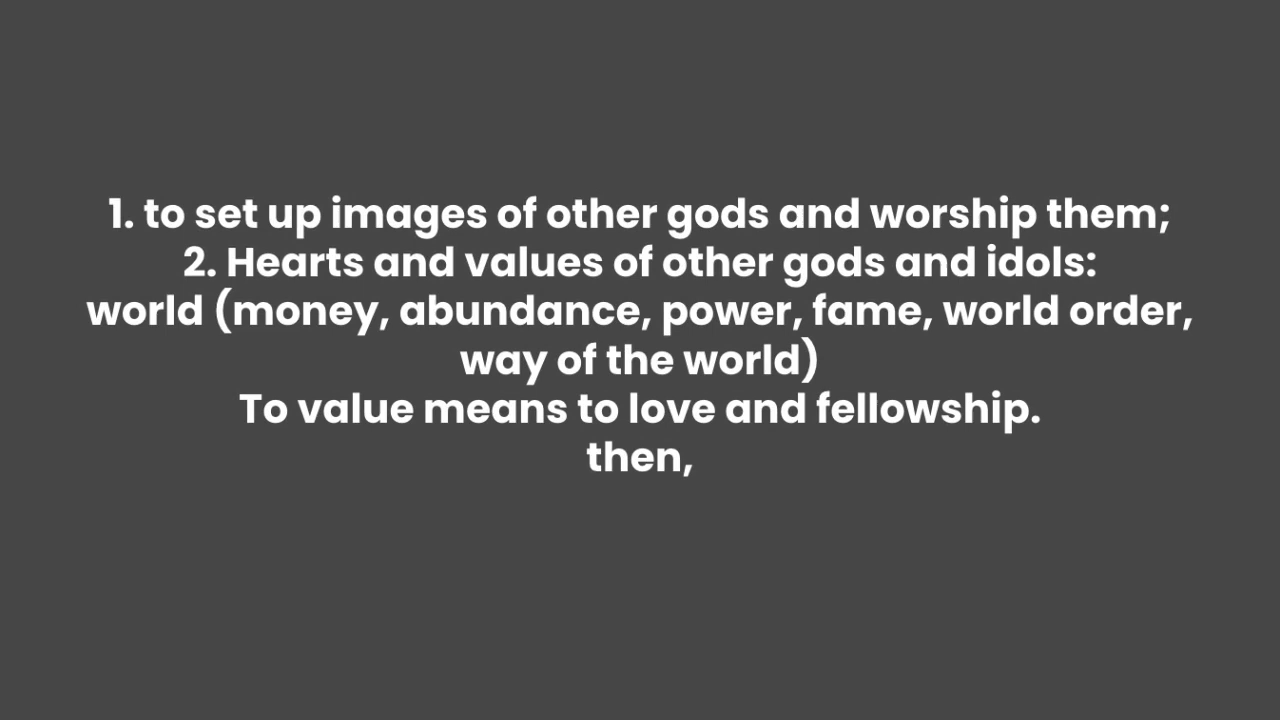 1. to set up images of other gods and worship them;
2. Hearts and values of other gods and idols:
world (money, abundance, power, fame, world order,
way of the world)
To value means to love and fellowship.
then,